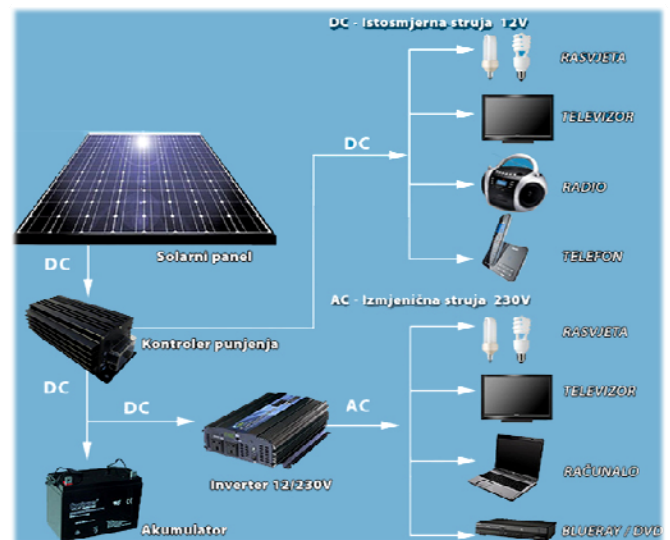 DC - Istosmjerna struja 12V
RASVJETA
TELEVIZOR
DC
RADIO
Solarni panel
TELEFON
DC
AC - Izmjenična struja 230V
Kontroler punjenja
RASVJETA
DC
DC
AC
TELEVIZOR
Inverter 12/230V
RAČUNALO
Akumulator
BLUERAY / DVD